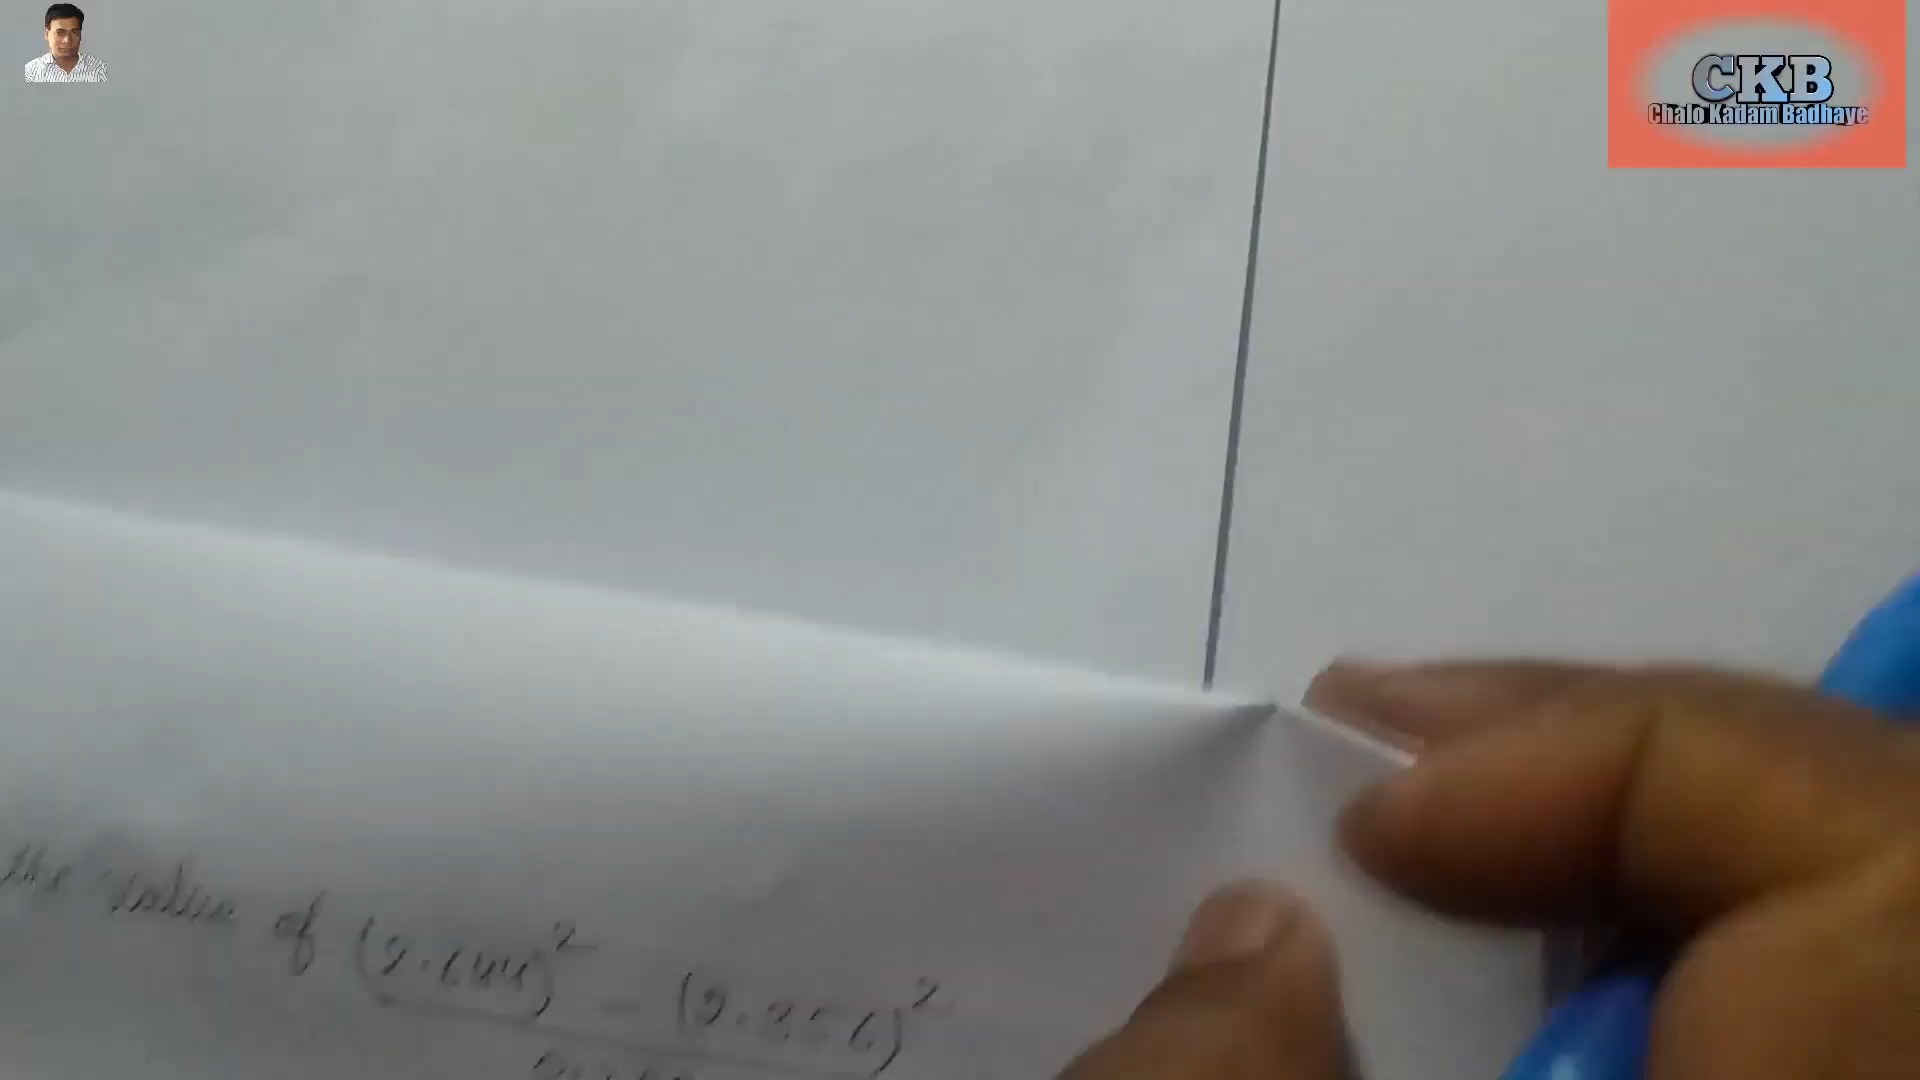 CKB
Chalo Kadam Badhaye
the value of (2.644)² - (2.356)²